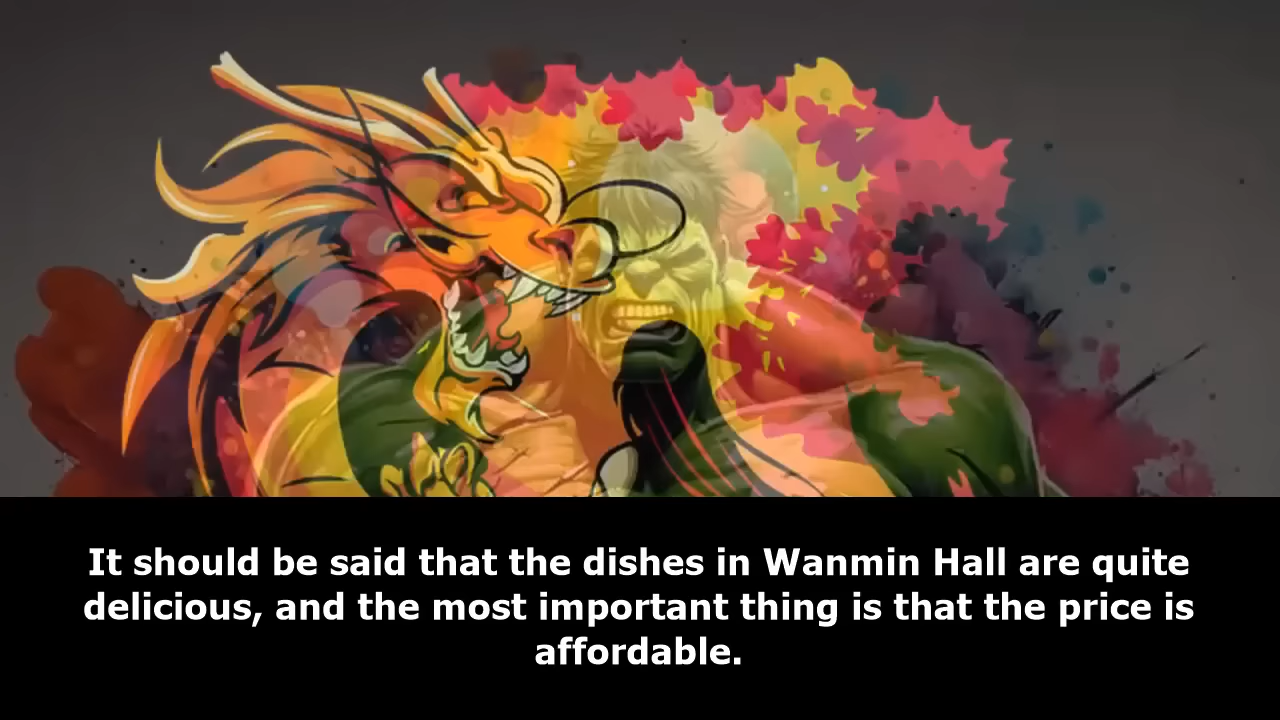 It should be said that the dishes in Wanmin Hall are quite
delicious, and the most important thing is that the price is
affordable.